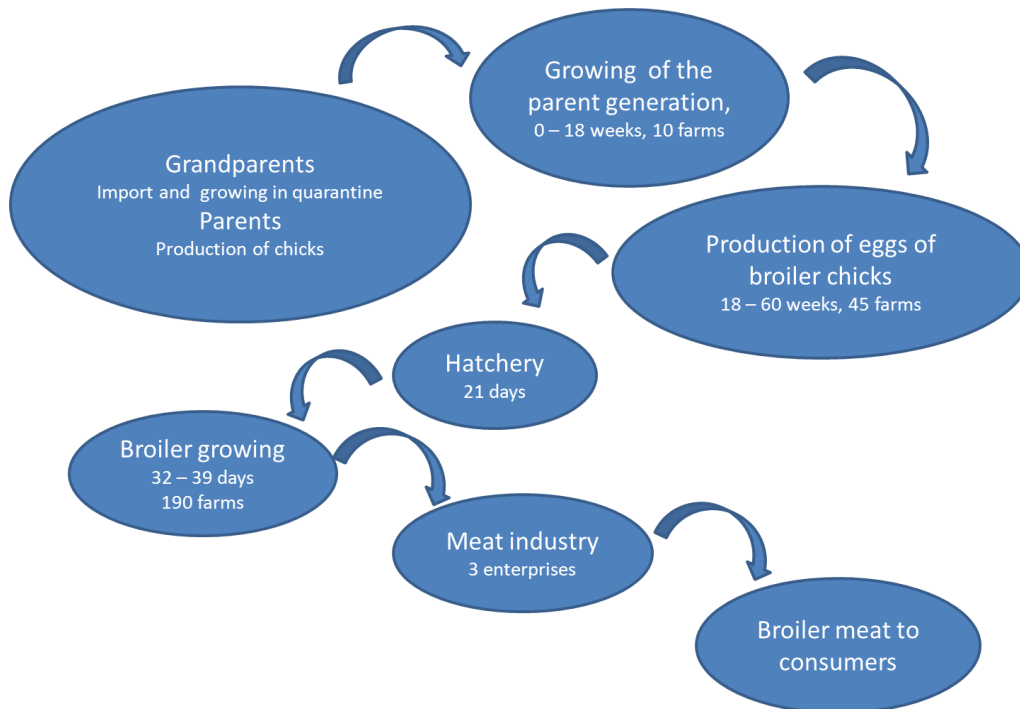 Grandparents
Import and growing in quarantine
Parents
Production of chicks
Growing of the
parent generation,
0 – 18 weeks, 10 farms
Production of eggs of
broiler chicks
18 – 60 weeks, 45 farms
Hatchery
21 days
Broiler growing
32 – 39 days
190 farms
Meat industry
3 enterprises
Broiler meat to
consumers